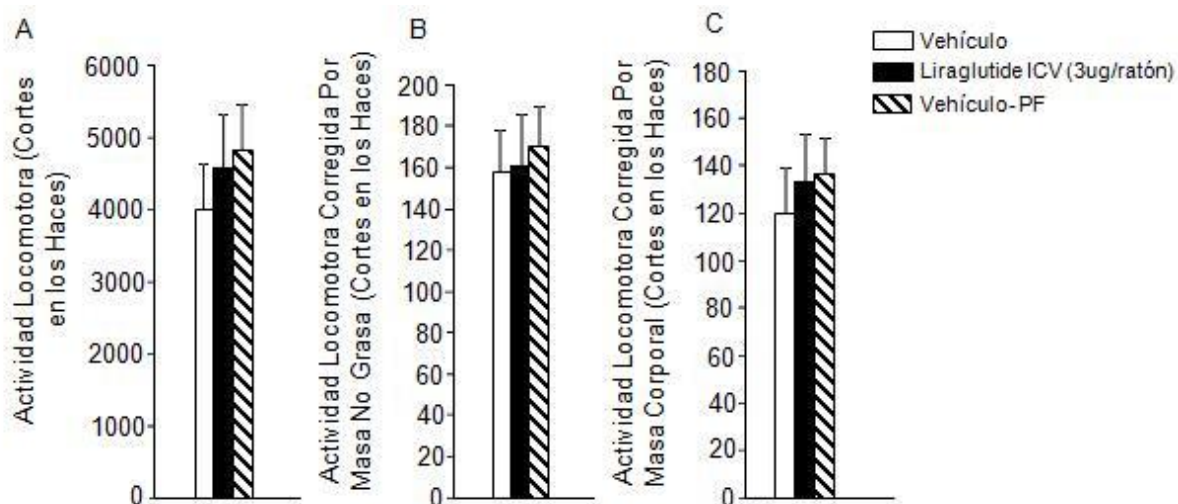 A
Actividad Locomotora (Cortes
en los Haces)
6000
5000
4000
3000
2000
1000
0
B
Actividad Locomotora Corregida Por
Masa No Grasa (Cortes en los Haces)
200
180
160
140
120
100
80
60
40
20
0
C
Actividad Locomotora Corregida Por
Masa Corporal (Cortes en los Haces)
180
160
140
120
100
80
60
40
20
0
Vehículo
Liraglutide ICV (3ug/ratón)
Vehículo-PF